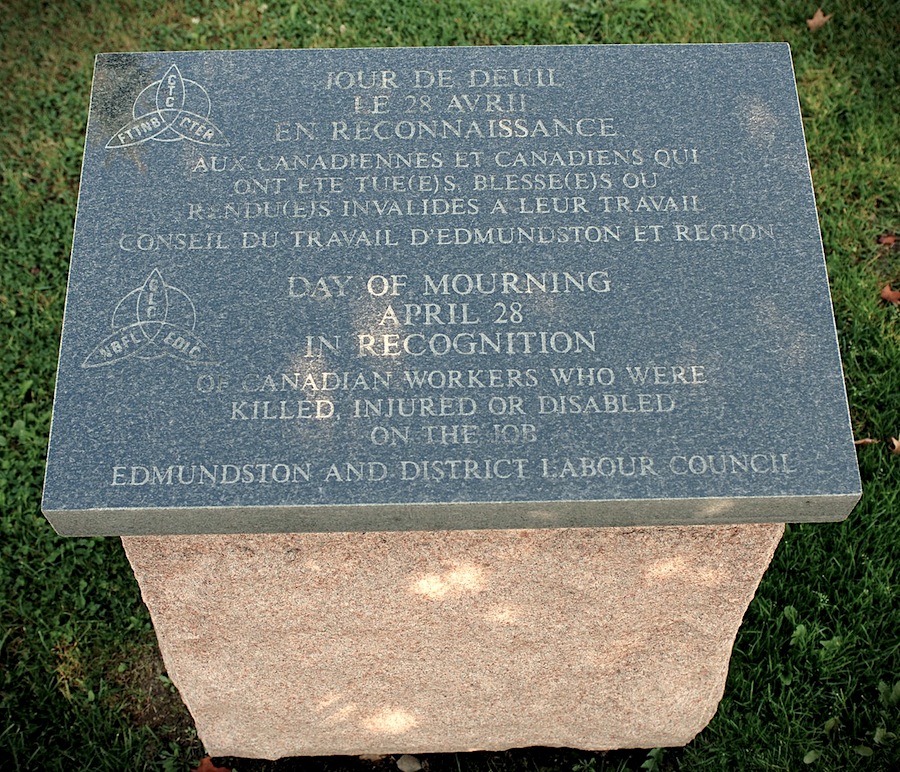 CTC
FTTNB CTER
JOUR DE DEUIL
LE 28 AVRIL
EN RECONNAISSANCE
AUX CANADIENNES ET CANADIENS QUI
ONT ETE TUE(E)S, BLESSE(E)S OU
RENDU(E)S INVALIDES A LEUR TRAVAIL
CONSEIL DU TRAVAIL D'EDMUNDSTON ET REGION
CLC
NBFL EDLC
DAY OF MOURNING
APRIL 28
IN RECOGNITION
OF CANADIAN WORKERS WHO WERE
KILLED, INJURED OR DISABLED
ON THE JOB
EDMUNDSTON AND DISTRICT LABOUR COUNCIL